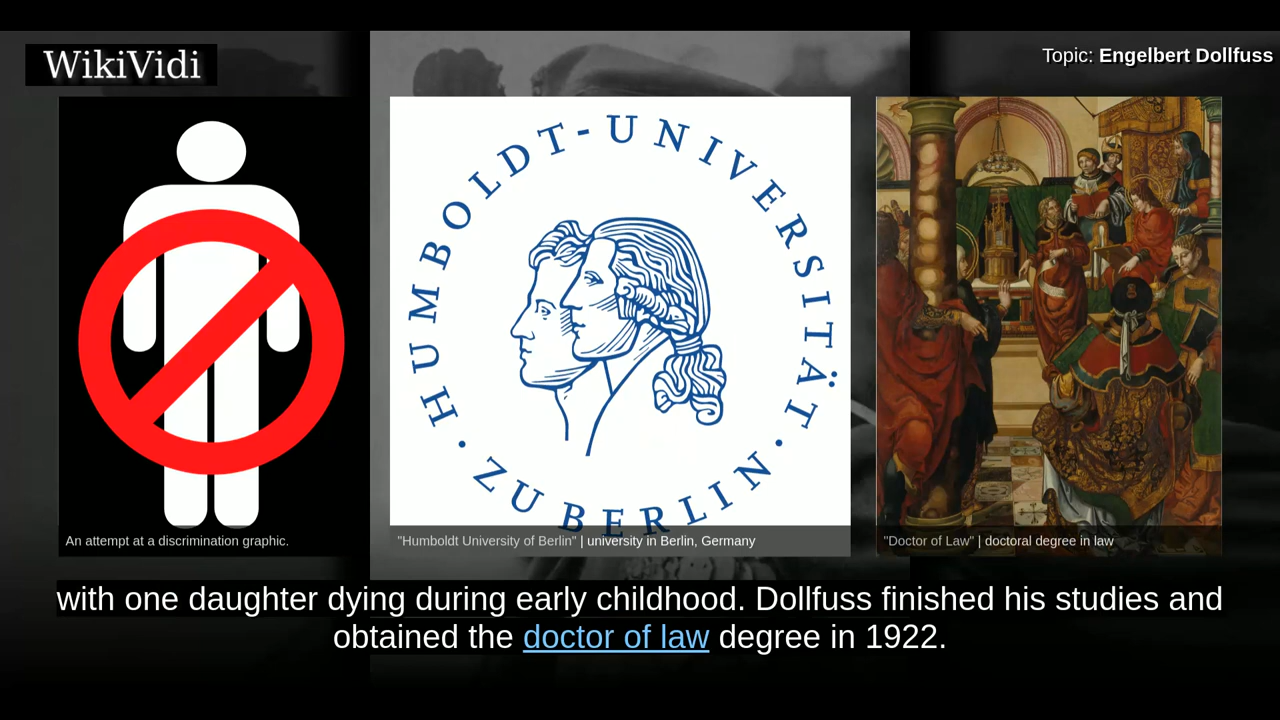 WikiVidi
Topic: Engelbert Dollfuss
HUMBOLDT-UNIVERSITÄT · ZU BERLIN ·
An attempt at a discrimination graphic.
"Humboldt University of Berlin" | university in Berlin, Germany
"Doctor of Law" | doctoral degree in law
with one daughter dying during early childhood. Dollfuss finished his studies and
obtained the doctor of law degree in 1922.